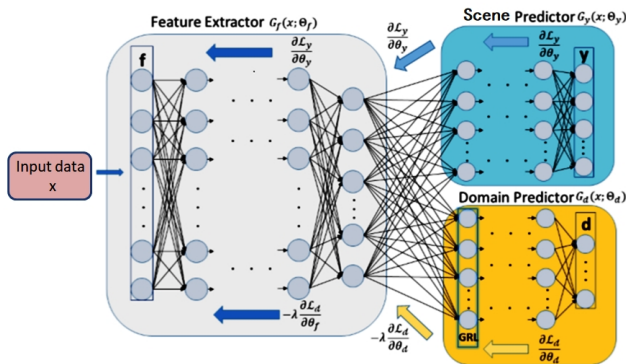 Feature Extractor G_f(x;Θ_f)
Scene Predictor G_y(x;Θ_y)
∂ℒ_y/∂θ_y
∂ℒ_y/∂θ_y
∂ℒ_y/∂θ_y
f
y
Input data
x
Domain Predictor G_d(x;Θ_d)
d
-λ ∂ℒ_d/∂θ_f
-λ ∂ℒ_d/∂θ_d
GRL
∂ℒ_d/∂θ_d